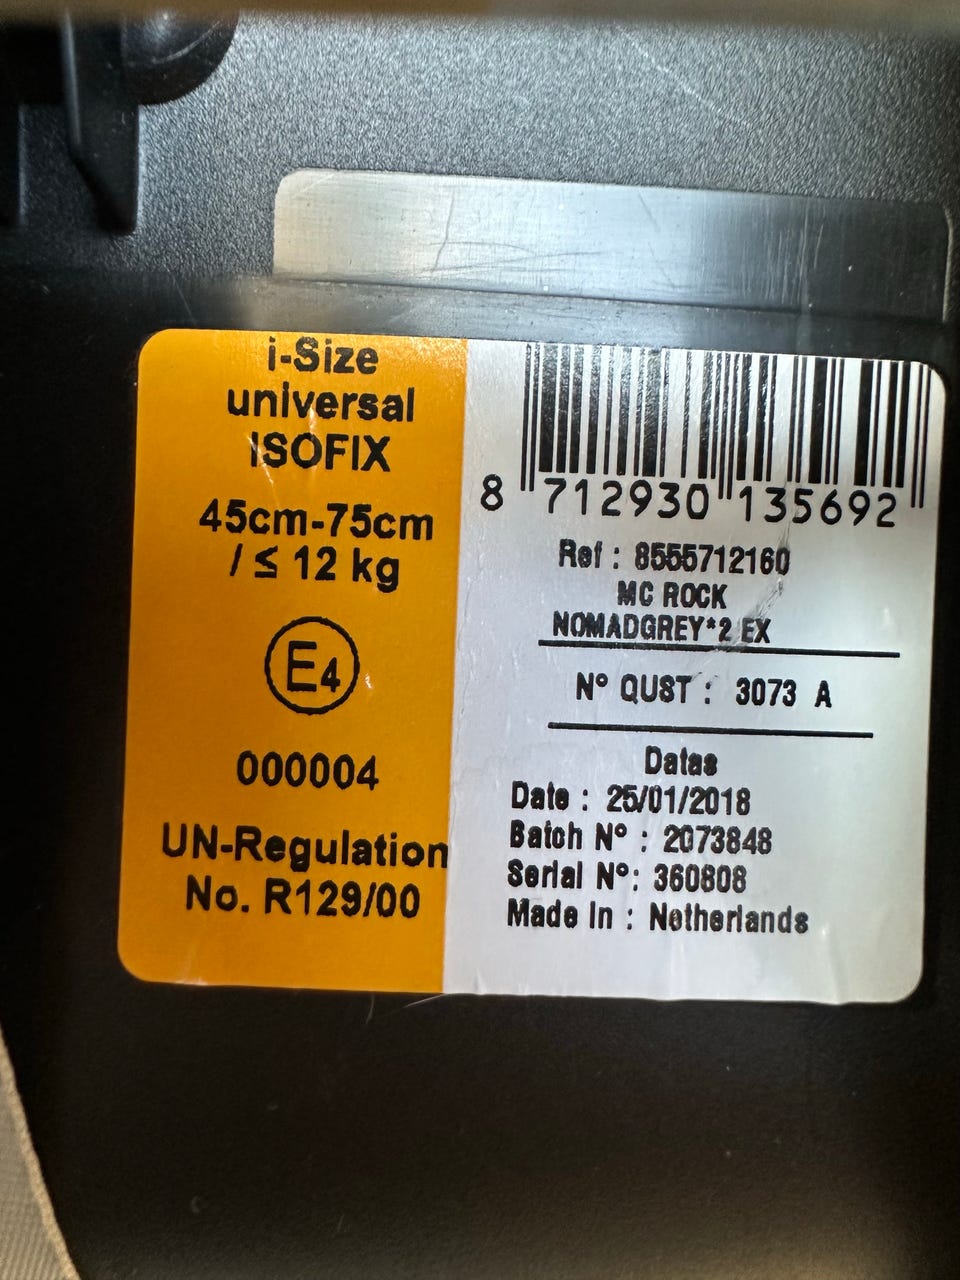 i-Size
universal
ISOFIX
45cm-75cm
/ ≤ 12 kg
E4
000004
UN-Regulation
No. R129/00
8 712930 135692
Ref : 8555712160
MC ROCK
NOMADGREY*2 EX
N° QUST : 3073 A
Datas
Date : 25/01/2018
Batch N° : 2073848
Serial N°: 360808
Made In : Netherlands